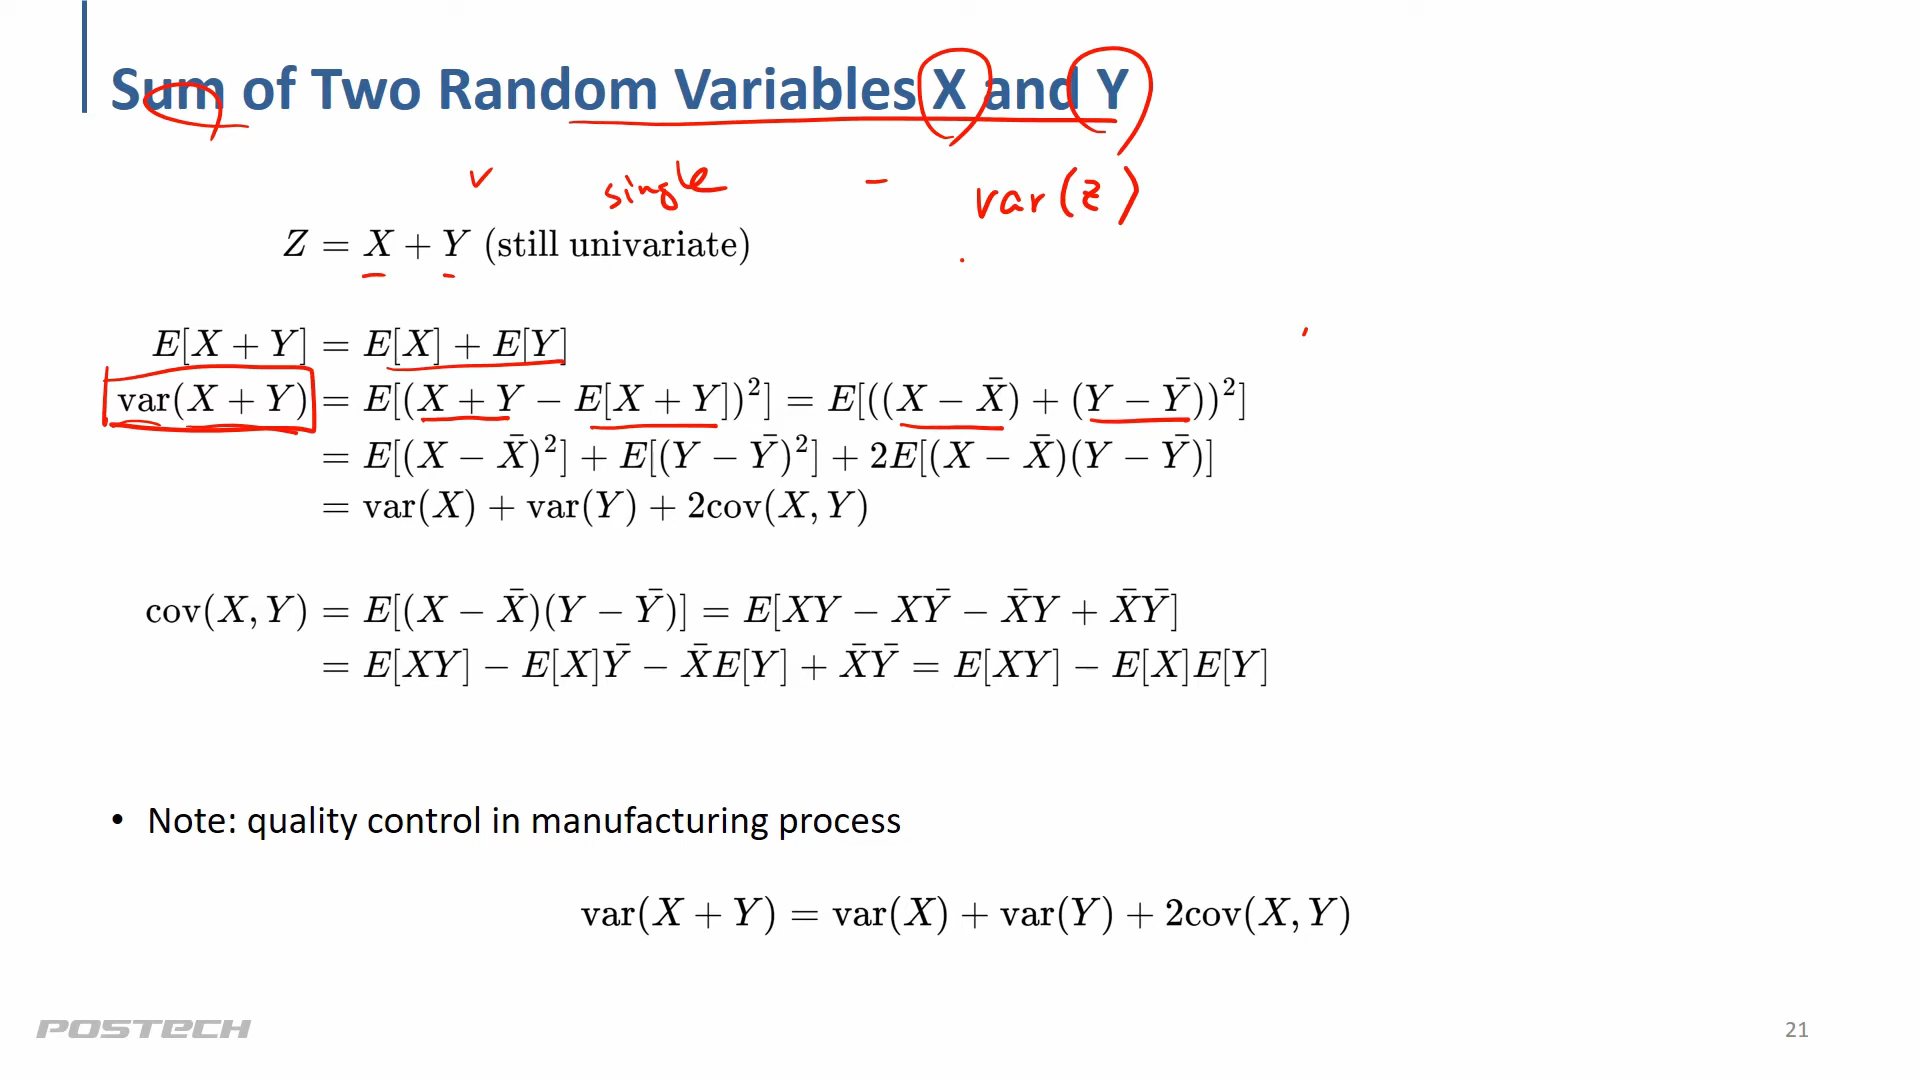 Sum of Two Random Variables X and Y
single
var(z)
Z = X + Y (still univariate)
E[X + Y] = E[X] + E[Y]
var(X + Y) = E[(X + Y − E[X + Y])²] = E[((X − X̄) + (Y − Ȳ))²]
= E[(X − X̄)²] + E[(Y − Ȳ)²] + 2E[(X − X̄)(Y − Ȳ)]
= var(X) + var(Y) + 2cov(X, Y)
cov(X, Y) = E[(X − X̄)(Y − Ȳ)] = E[XY − XȲ − X̄Y + X̄Ȳ]
= E[XY] − E[X]Ȳ − X̄E[Y] + X̄Ȳ = E[XY] − E[X]E[Y]
• Note: quality control in manufacturing process
var(X + Y) = var(X) + var(Y) + 2cov(X, Y)
POSTECH
21